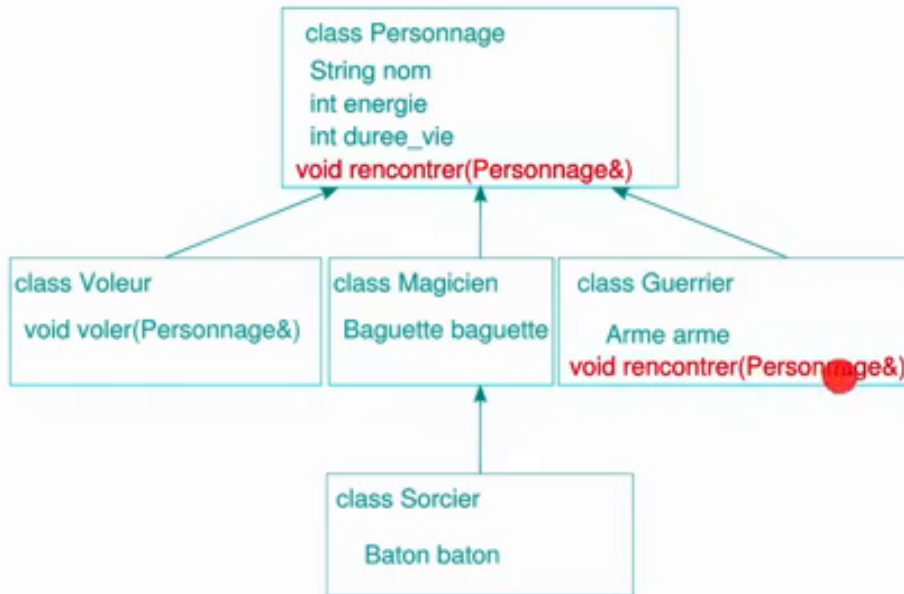 class Personnage
String nom
int energie
int duree_vie
void rencontrer(Personnage&)
class Voleur
void voler(Personnage&)
class Magicien
Baguette baguette
class Guerrier
Arme arme
void rencontrer(Personnage&)
class Sorcier
Baton baton